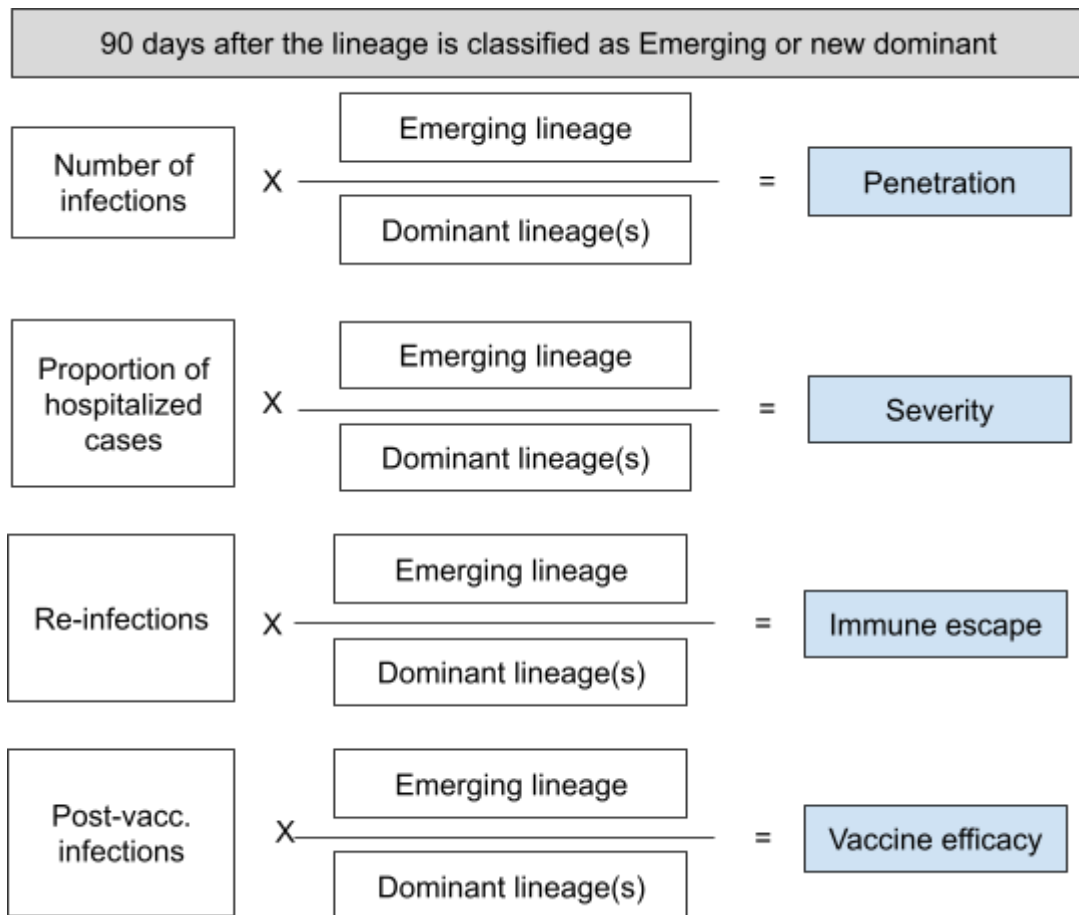 90 days after the lineage is classified as Emerging or new dominant
Emerging lineage
Number of
infections
X
=
Penetration
Dominant lineage(s)
Emerging lineage
Proportion of
hospitalized
cases
X
=
Severity
Dominant lineage(s)
Emerging lineage
Re-infections
X
=
Immune escape
Dominant lineage(s)
Emerging lineage
Post-vacc.
infections
X
=
Vaccine efficacy
Dominant lineage(s)